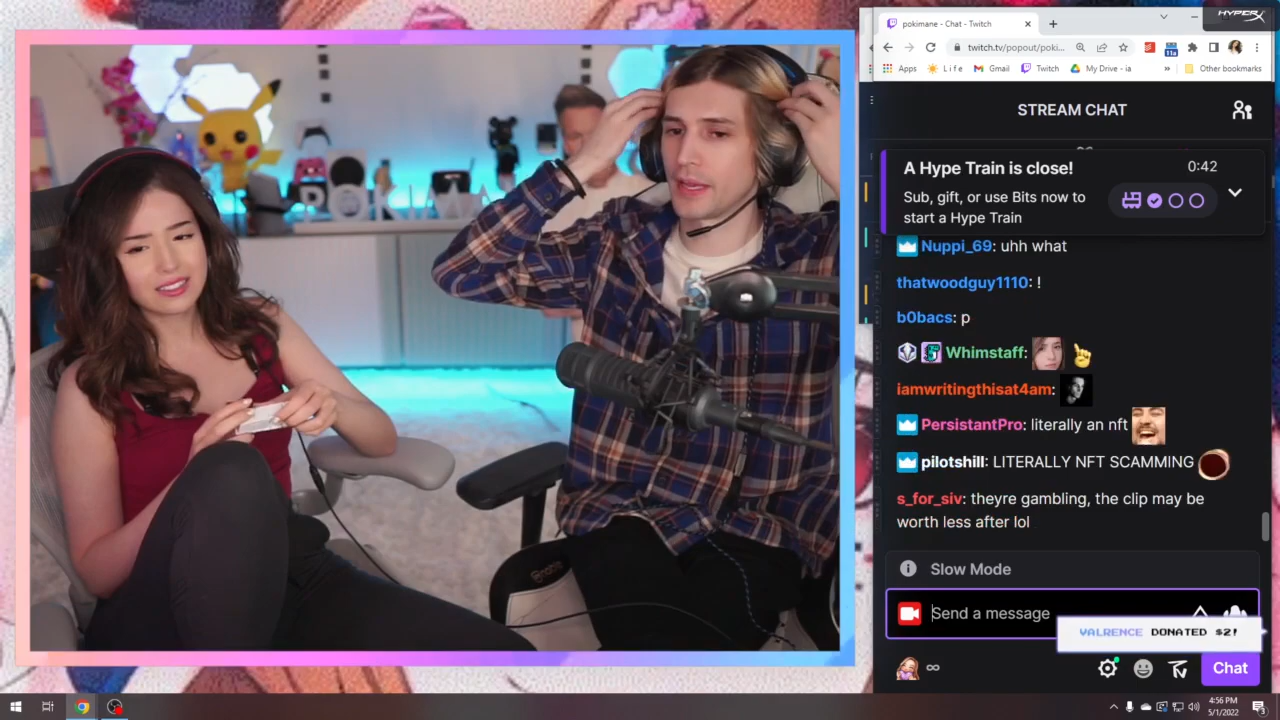 pokimane - Chat - Twitch
HYPERX
twitch.tv/popout/poki...
11a
Apps
Life
Gmail
Twitch
My Drive - ia
»
Other bookmarks
STREAM CHAT
A Hype Train is close!
0:42
Sub, gift, or use Bits now to
start a Hype Train
Nuppi_69: uhh what
thatwoodguy1110: !
b0bacs: p
Whimstaff:
iamwritingthisat4am:
PersistantPro: literally an nft
pilotshill: LITERALLY NFT SCAMMING
s_for_siv: theyre gambling, the clip may be
worth less after lol
Slow Mode
Send a message
VALRENCE DONATED $2!
∞
Chat
4:56 PM
5/1/2022
3